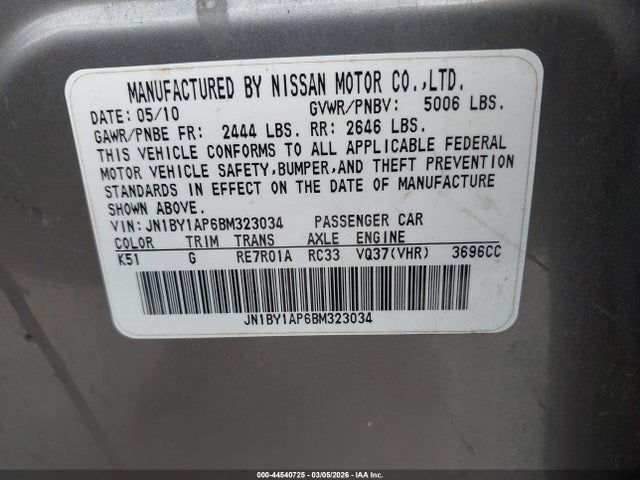 MANUFACTURED BY NISSAN MOTOR CO.,LTD.
DATE: 05/10 GVWR/PNBV: 5006 LBS.
GAWR/PNBE FR: 2444 LBS. RR: 2646 LBS.
THIS VEHICLE CONFORMS TO ALL APPLICABLE FEDERAL
MOTOR VEHICLE SAFETY,BUMPER,AND THEFT PREVENTION
STANDARDS IN EFFECT ON THE DATE OF MANUFACTURE
SHOWN ABOVE.
VIN: JN1BY1AP6BM323034 PASSENGER CAR
COLOR TRIM TRANS AXLE ENGINE
K51 G RE7R01A RC33 VQ37(VHR) 3696CC
JN1BY1AP6BM323034
000-44540725 - 03/05/2026 - IAA Inc.